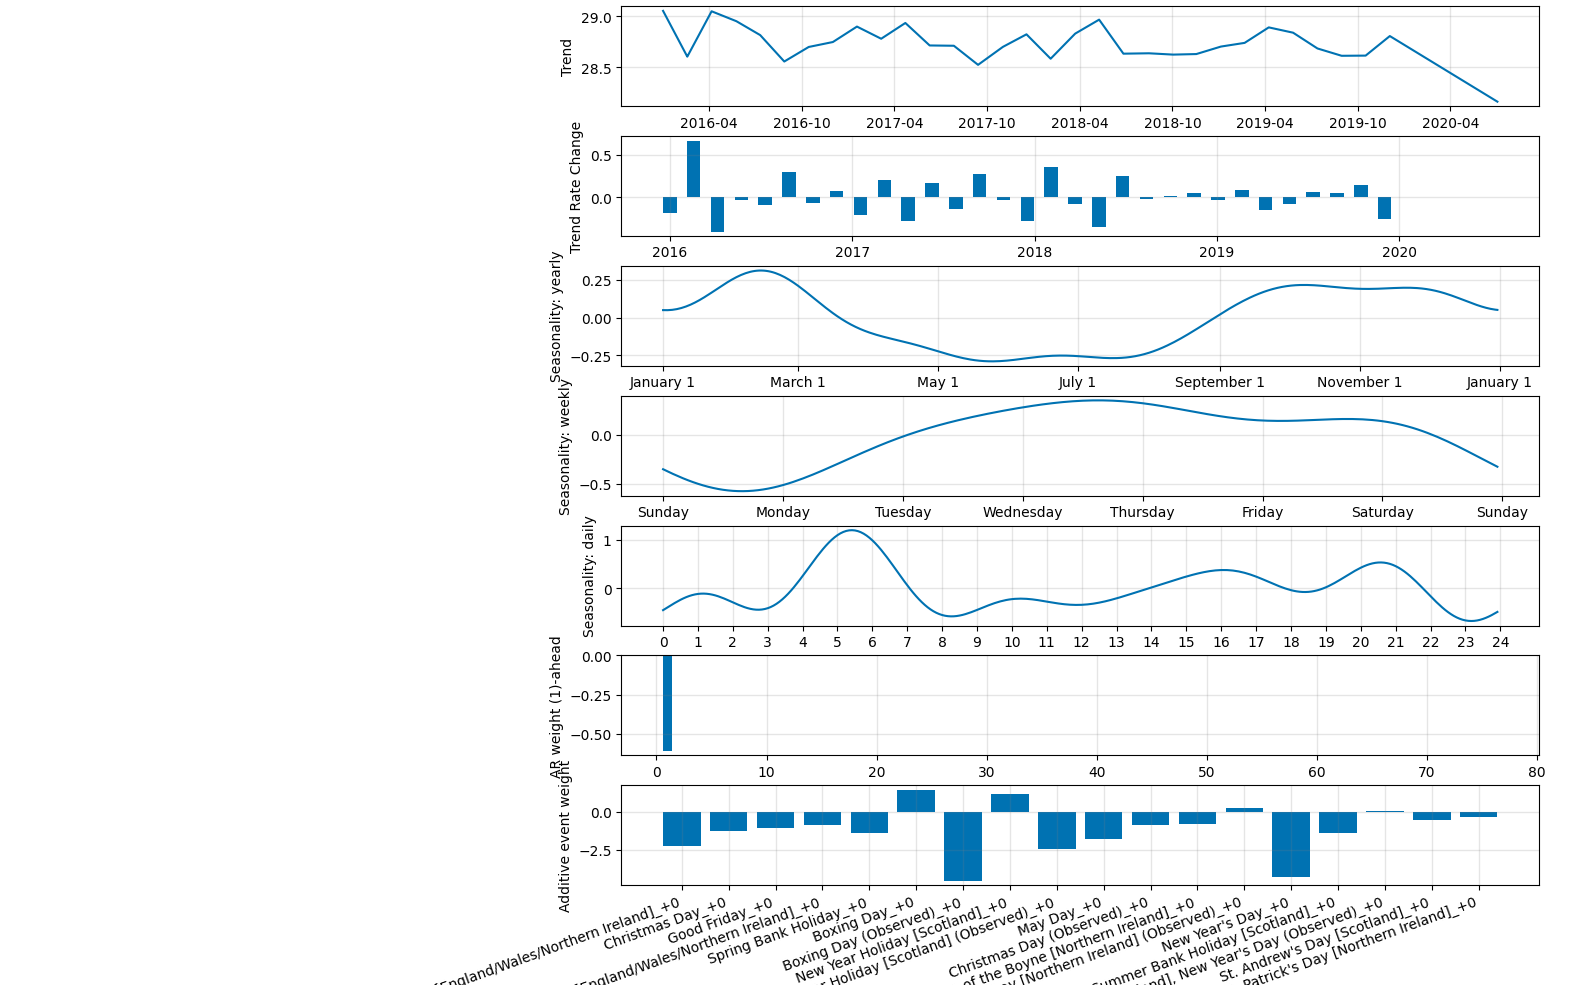 Trend
29.0
28.5
2016-04 2016-10 2017-04 2017-10 2018-04 2018-10 2019-04 2019-10 2020-04
Trend Rate Change
0.5
0.0
2016 2017 2018 2019 2020
Seasonality: yearly
0.25
0.00
−0.25
January 1 March 1 May 1 July 1 September 1 November 1 January 1
Seasonality: weekly
0.0
−0.5
Sunday Monday Tuesday Wednesday Thursday Friday Saturday Sunday
Seasonality: daily
1
0
0 1 2 3 4 5 6 7 8 9 10 11 12 13 14 15 16 17 18 19 20 21 22 23 24
AR weight (1)-ahead
0.00
−0.25
−0.50
0 10 20 30 40 50 60 70 80
Additive event weight
0.0
−2.5
England/Wales/Northern Ireland]_+0
Christmas Day_+0
Good Friday_+0
[England/Wales/Northern Ireland]_+0
Spring Bank Holiday_+0
Boxing Day_+0
Boxing Day (Observed)_+0
New Year Holiday [Scotland]_+0
Holiday [Scotland] (Observed)_+0
May Day_+0
Christmas Day (Observed)_+0
of the Boyne [Northern Ireland]_+0
[Northern Ireland] (Observed)_+0
New Year's Day_+0
Summer Bank Holiday [Scotland]_+0
New Year's Day (Observed)_+0
St. Andrew's Day [Scotland]_+0
Patrick's Day [Northern Ireland]_+0